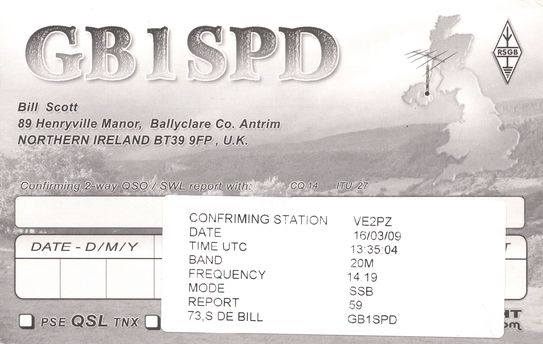 GB1SPD
RSGB
Bill Scott
89 Henryville Manor, Ballyclare Co. Antrim
NORTHERN IRELAND BT39 9FP , U.K.
Confirming 2-way QSO / SWL report with: CQ 14 ITU 27
CONFRIMING STATION VE2PZ
DATE 16/03/09
TIME UTC 13:35:04
BAND 20M
FREQUENCY 14.19
MODE SSB
REPORT 59
73,S DE BILL GB1SPD
DATE - D/M/Y
PSE QSL TNX